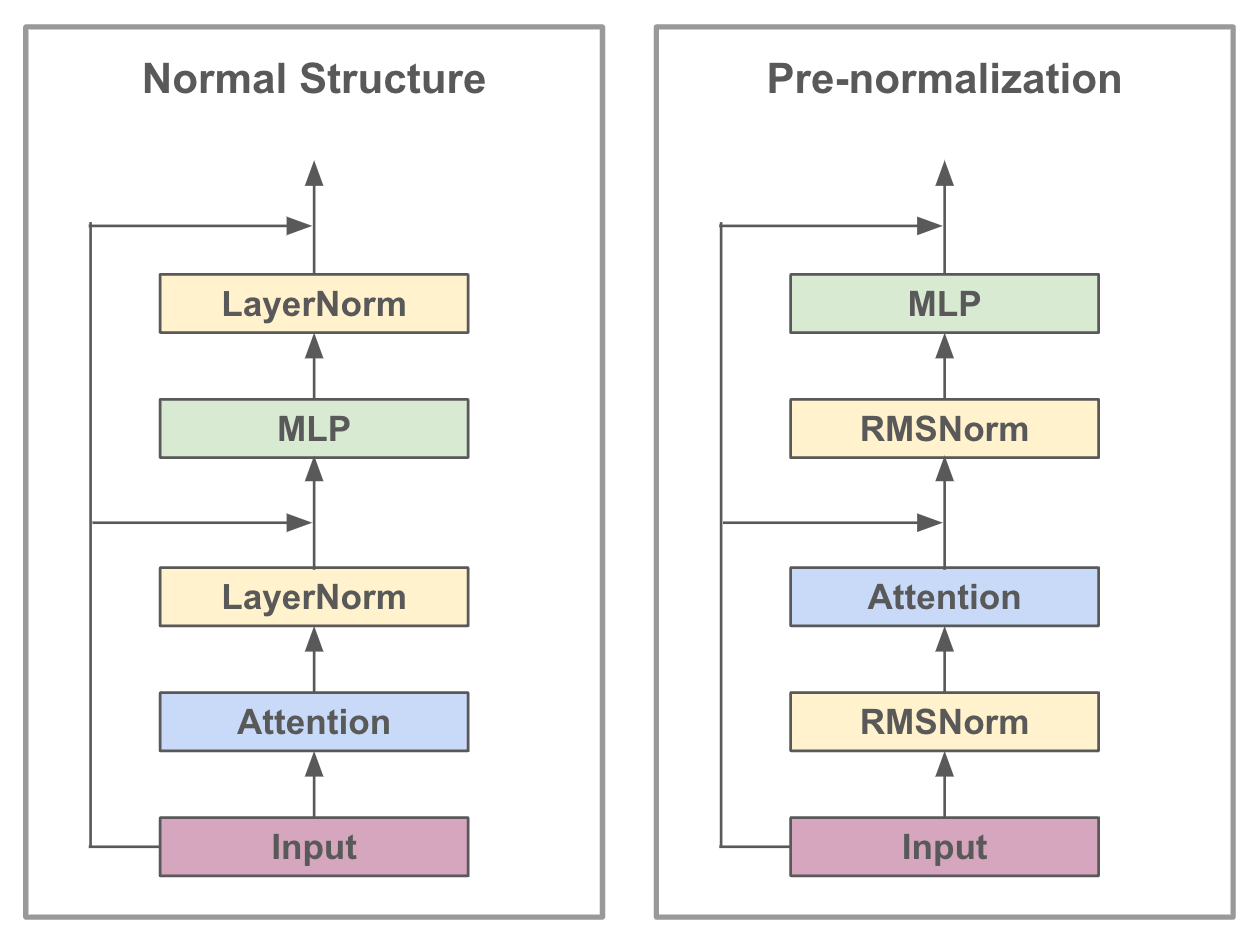 Normal Structure
LayerNorm
MLP
LayerNorm
Attention
Input
Pre-normalization
MLP
RMSNorm
Attention
RMSNorm
Input